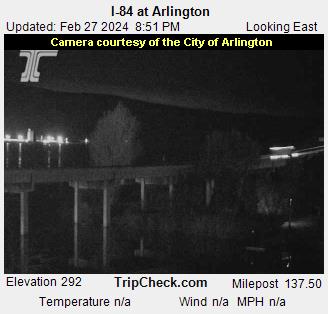 I-84 at Arlington
Updated: Feb 27 2024 8:51 PM Looking East
Camera courtesy of the City of Arlington
Elevation 292 TripCheck.com Milepost 137.50
Temperature n/a Wind n/a MPH n/a